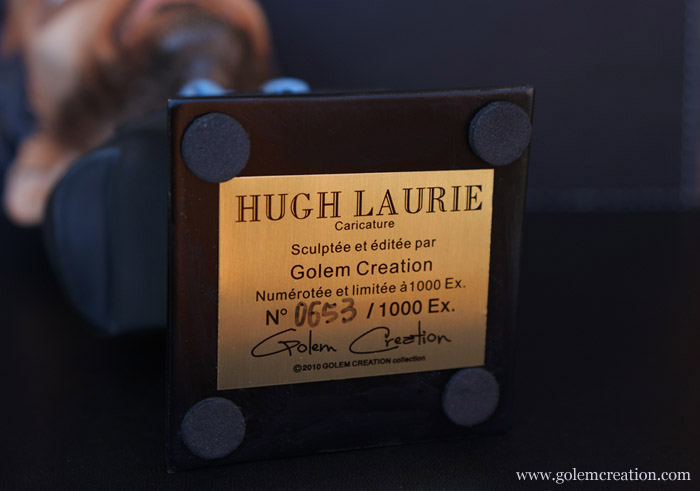 HUGH LAURIE
Caricature
Sculptée et éditée par
Golem Creation
Numérotée et limitée à 1000 Ex.
N° 0653 / 1000 Ex.
Golem Creation
©2010 GOLEM CREATION collection
www.golemcreation.com